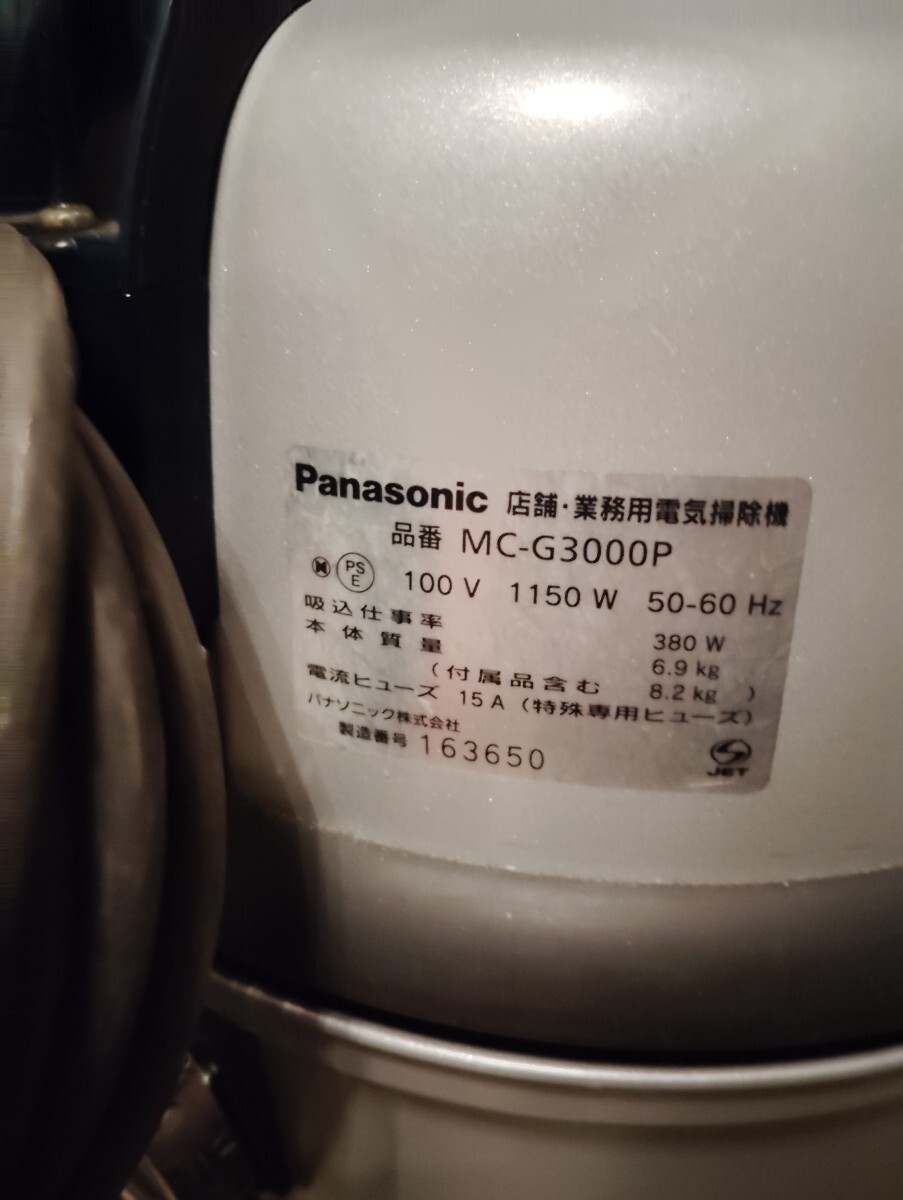 Panasonic 店舗・業務用電気掃除機
品番 MC-G3000P
PS E 100 V 1150 W 50-60 Hz
吸込仕事率 380 W
本体質量 6.9 kg
(付属品含む 8.2 kg)
電流ヒューズ 15 A (特殊専用ヒューズ)
パナソニック株式会社
製造番号 163650
JET